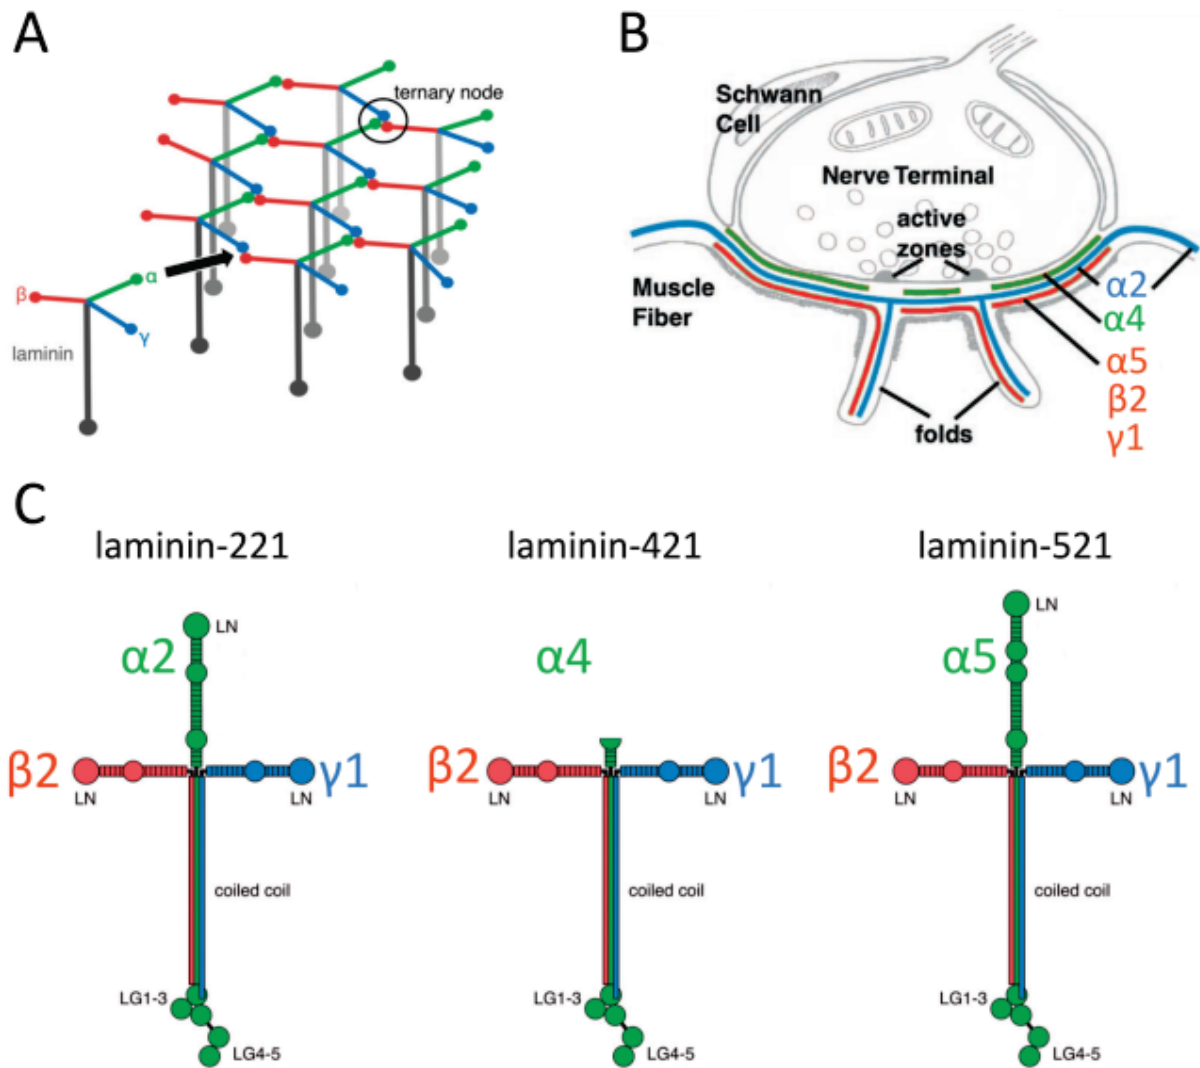 A
ternary node
α
β
γ
laminin
B
Schwann
Cell
Nerve Terminal
active
zones
Muscle
Fiber
α2
α4
α5
β2
γ1
folds
C
laminin-221
LN
α2
β2
γ1
LN
LN
coiled coil
LG1-3
LG4-5
laminin-421
α4
β2
γ1
LN
LN
coiled coil
LG1-3
LG4-5
laminin-521
LN
α5
β2
γ1
LN
LN
coiled coil
LG1-3
LG4-5